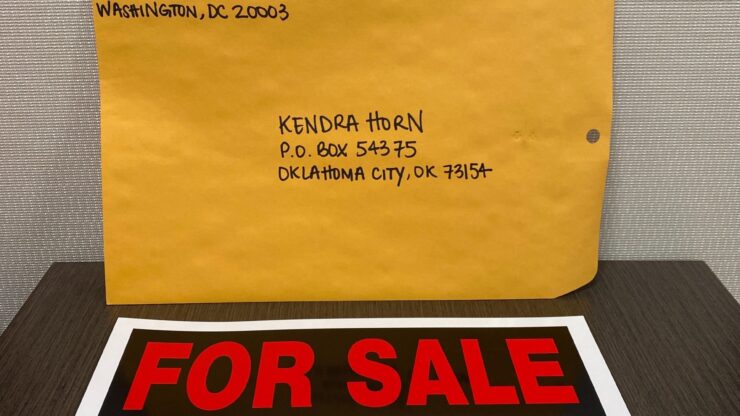 WASHINGTON, DC 20003
KENDRA HORN
P.O. BOX 54375
OKLAHOMA CITY, OK 73154
FOR SALE